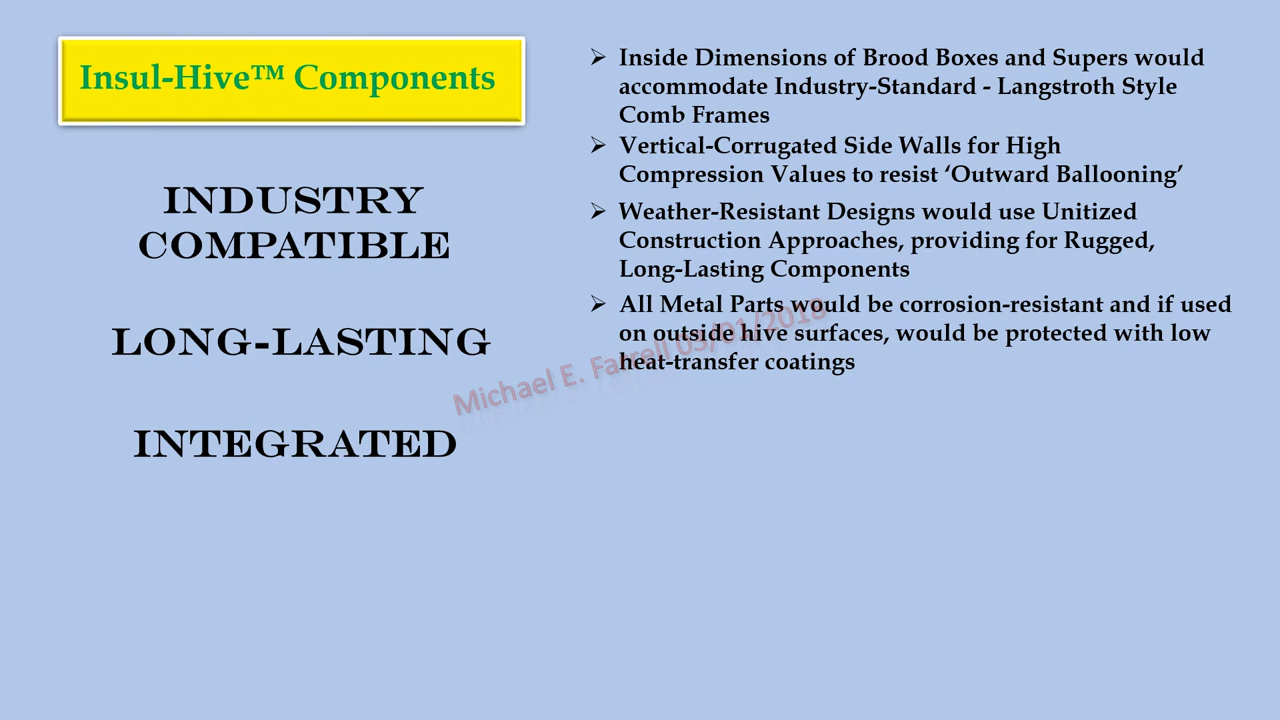 Insul-Hive™ Components
INDUSTRY
COMPATIBLE
LONG-LASTING
INTEGRATED
➢ Inside Dimensions of Brood Boxes and Supers would
accommodate Industry-Standard - Langstroth Style
Comb Frames
➢ Vertical-Corrugated Side Walls for High
Compression Values to resist ‘Outward Ballooning’
➢ Weather-Resistant Designs would use Unitized
Construction Approaches, providing for Rugged,
Long-Lasting Components
➢ All Metal Parts would be corrosion-resistant and if used
on outside hive surfaces, would be protected with low
heat-transfer coatings
Michael E. Farrell 03/01/2018